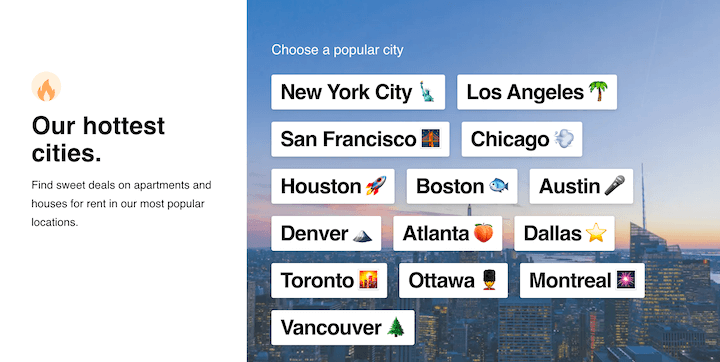 Our hottest
cities.
Find sweet deals on apartments and
houses for rent in our most popular
locations.
Choose a popular city
New York City 🗽 Los Angeles 🌴
San Francisco 🌉 Chicago 💨
Houston 🚀 Boston 🐟 Austin 🎤
Denver 🏔 Atlanta 🍑 Dallas ⭐
Toronto 🌇 Ottawa 💂 Montreal 🎆
Vancouver 🌲